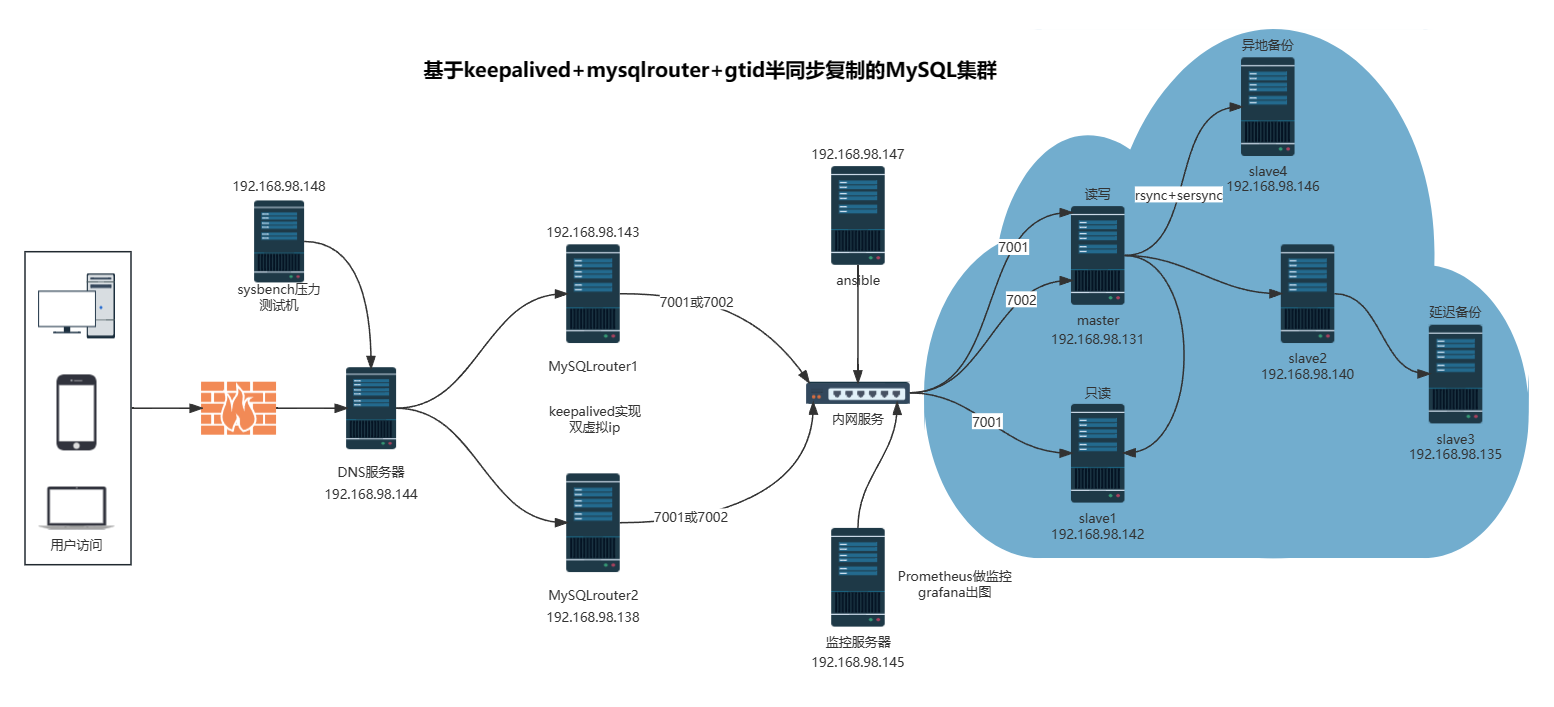 基于keepalived+mysqlrouter+gtid半同步复制的MySQL集群
用户访问
192.168.98.148
sysbench压力
测试机
DNS服务器
192.168.98.144
192.168.98.143
MySQLrouter1
keepalived实现
双虚拟ip
MySQLrouter2
192.168.98.138
7001或7002
7001或7002
192.168.98.147
ansible
内网服务
Prometheus做监控
grafana出图
监控服务器
192.168.98.145
7001
7002
7001
读写
master
192.168.98.131
只读
slave1
192.168.98.142
rsync+sersync
异地备份
slave4
192.168.98.146
slave2
192.168.98.140
延迟备份
slave3
192.168.98.135